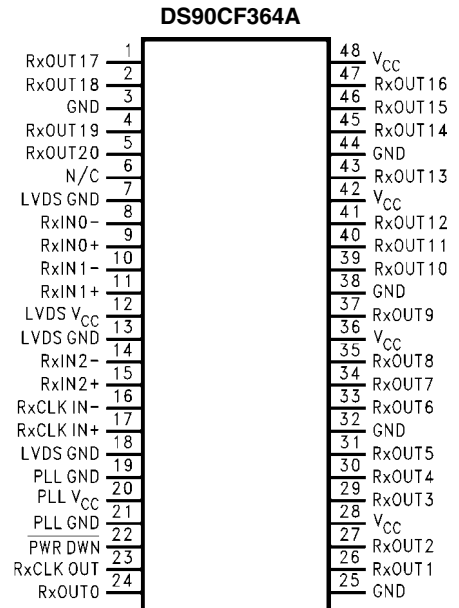 DS90CF364A
RxOUT17 1 48 VCC
RxOUT18 2 47 RxOUT16
GND 3 46 RxOUT15
RxOUT19 4 45 RxOUT14
RxOUT20 5 44 GND
N/C 6 43 RxOUT13
LVDS GND 7 42 VCC
RxIN0- 8 41 RxOUT12
RxIN0+ 9 40 RxOUT11
RxIN1- 10 39 RxOUT10
RxIN1+ 11 38 GND
LVDS VCC 12 37 RxOUT9
LVDS GND 13 36 VCC
RxIN2- 14 35 RxOUT8
RxIN2+ 15 34 RxOUT7
RxCLK IN- 16 33 RxOUT6
RxCLK IN+ 17 32 GND
LVDS GND 18 31 RxOUT5
PLL GND 19 30 RxOUT4
PLL VCC 20 29 RxOUT3
PLL GND 21 28 VCC
PWR DWN 22 27 RxOUT2
RxCLK OUT 23 26 RxOUT1
RxOUT0 24 25 GND